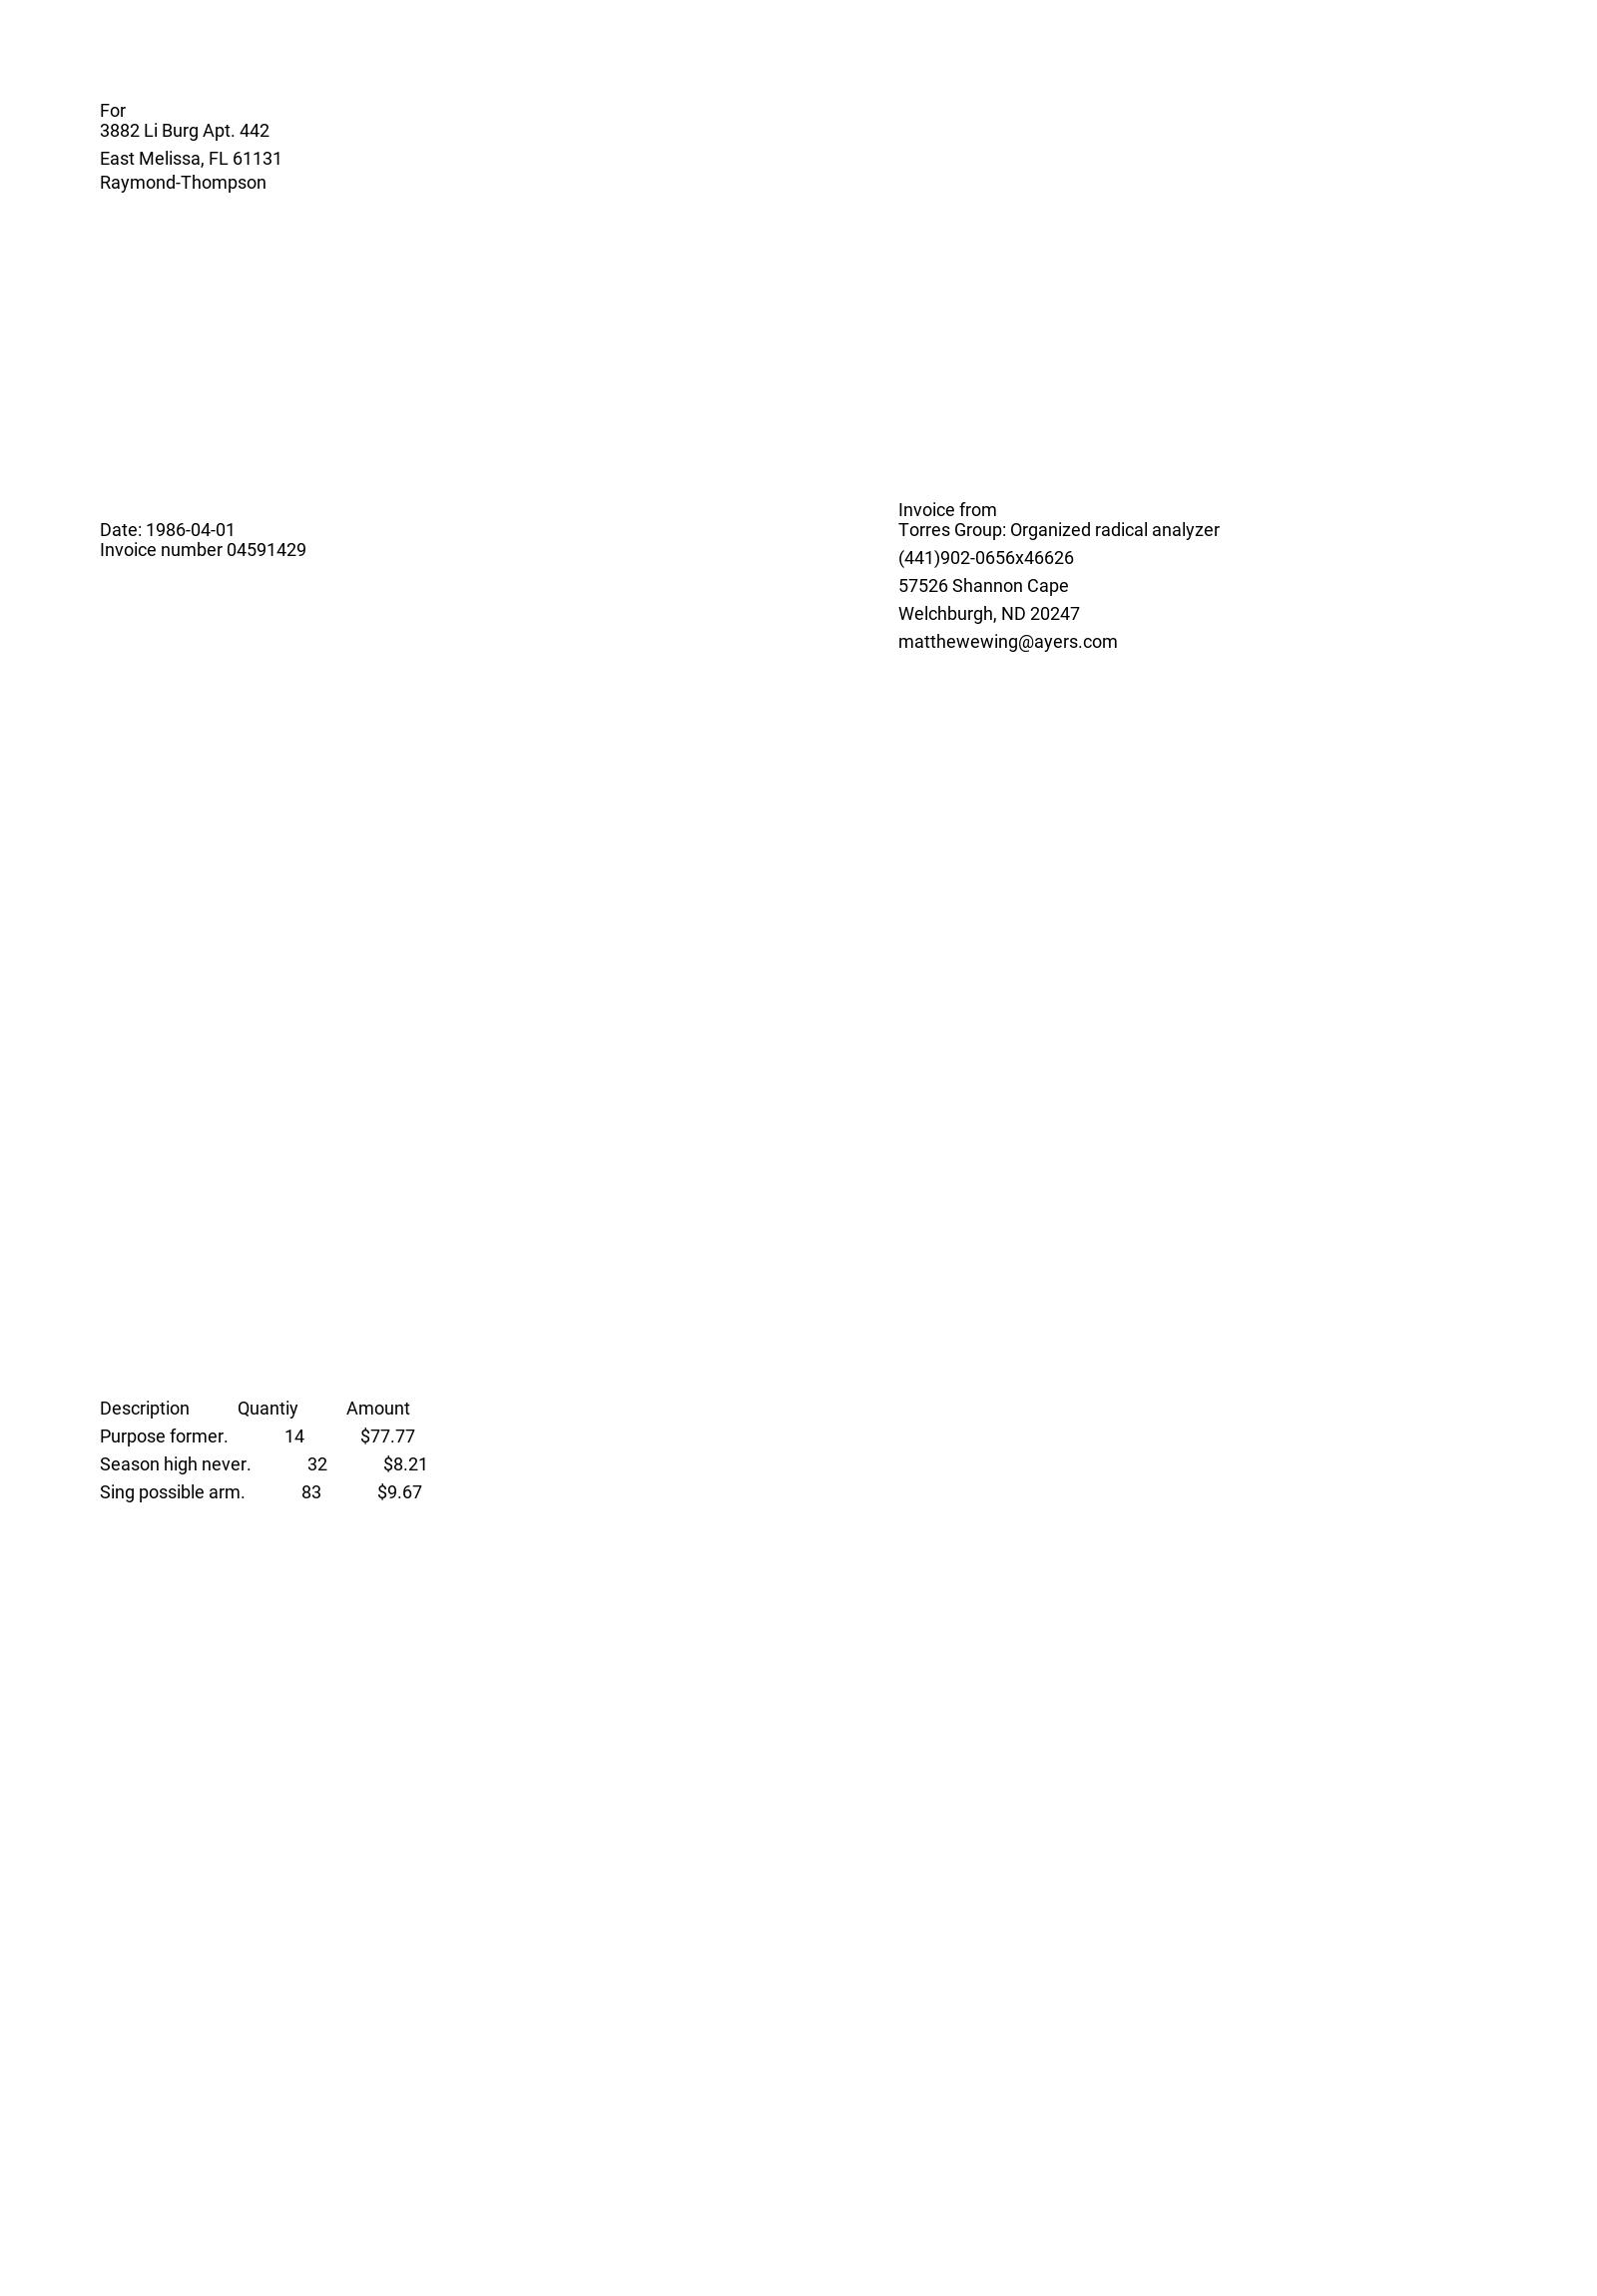 For
3882 Li Burg Apt. 442
East Melissa, FL 61131
Raymond-Thompson
Date: 1986-04-01
Invoice number 04591429
Invoice from
Torres Group: Organized radical analyzer
(441)902-0656x46626
57526 Shannon Cape
Welchburgh, ND 20247
matthewewing@ayers.com
Description Quantiy Amount
Purpose former. 14 $77.77
Season high never. 32 $8.21
Sing possible arm. 83 $9.67